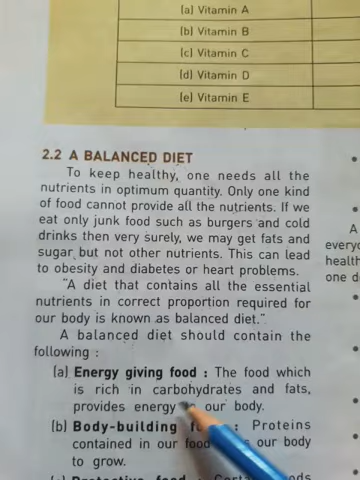 (a) Vitamin A
(b) Vitamin B
(c) Vitamin C
(d) Vitamin D
(e) Vitamin E
2.2 A BALANCED DIET
To keep healthy, one needs all the
nutrients in optimum quantity. Only one kind
of food cannot provide all the nutrients. If we
eat only junk food such as burgers and cold
drinks then very surely, we may get fats and
sugar but not other nutrients. This can lead
to obesity and diabetes or heart problems.
"A diet that contains all the essential
nutrients in correct proportion required for
our body is known as balanced diet.".
A balanced diet should contain the
following :
(a) Energy giving food : The food which
is rich in carbohydrates and fats,
provides energy our body.
(b) Body-building : Proteins
contained in our food our body
to grow.
Protective food :
A
everyd
health
one d